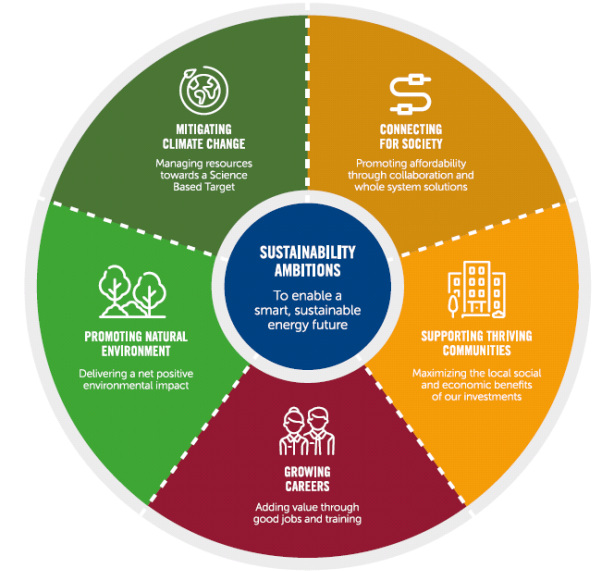 MITIGATING
CLIMATE CHANGE
Managing resources
towards a Science
Based Target
CONNECTING
FOR SOCIETY
Promoting affordability
through collaboration and
whole system solutions
SUSTAINABILITY
AMBITIONS
To enable a
smart, sustainable
energy future
PROMOTING NATURAL
ENVIRONMENT
Delivering a net positive
environmental impact
SUPPORTING THRIVING
COMMUNITIES
Maximizing the local social
and economic benefits
of our investments
GROWING
CAREERS
Adding value through
good jobs and training